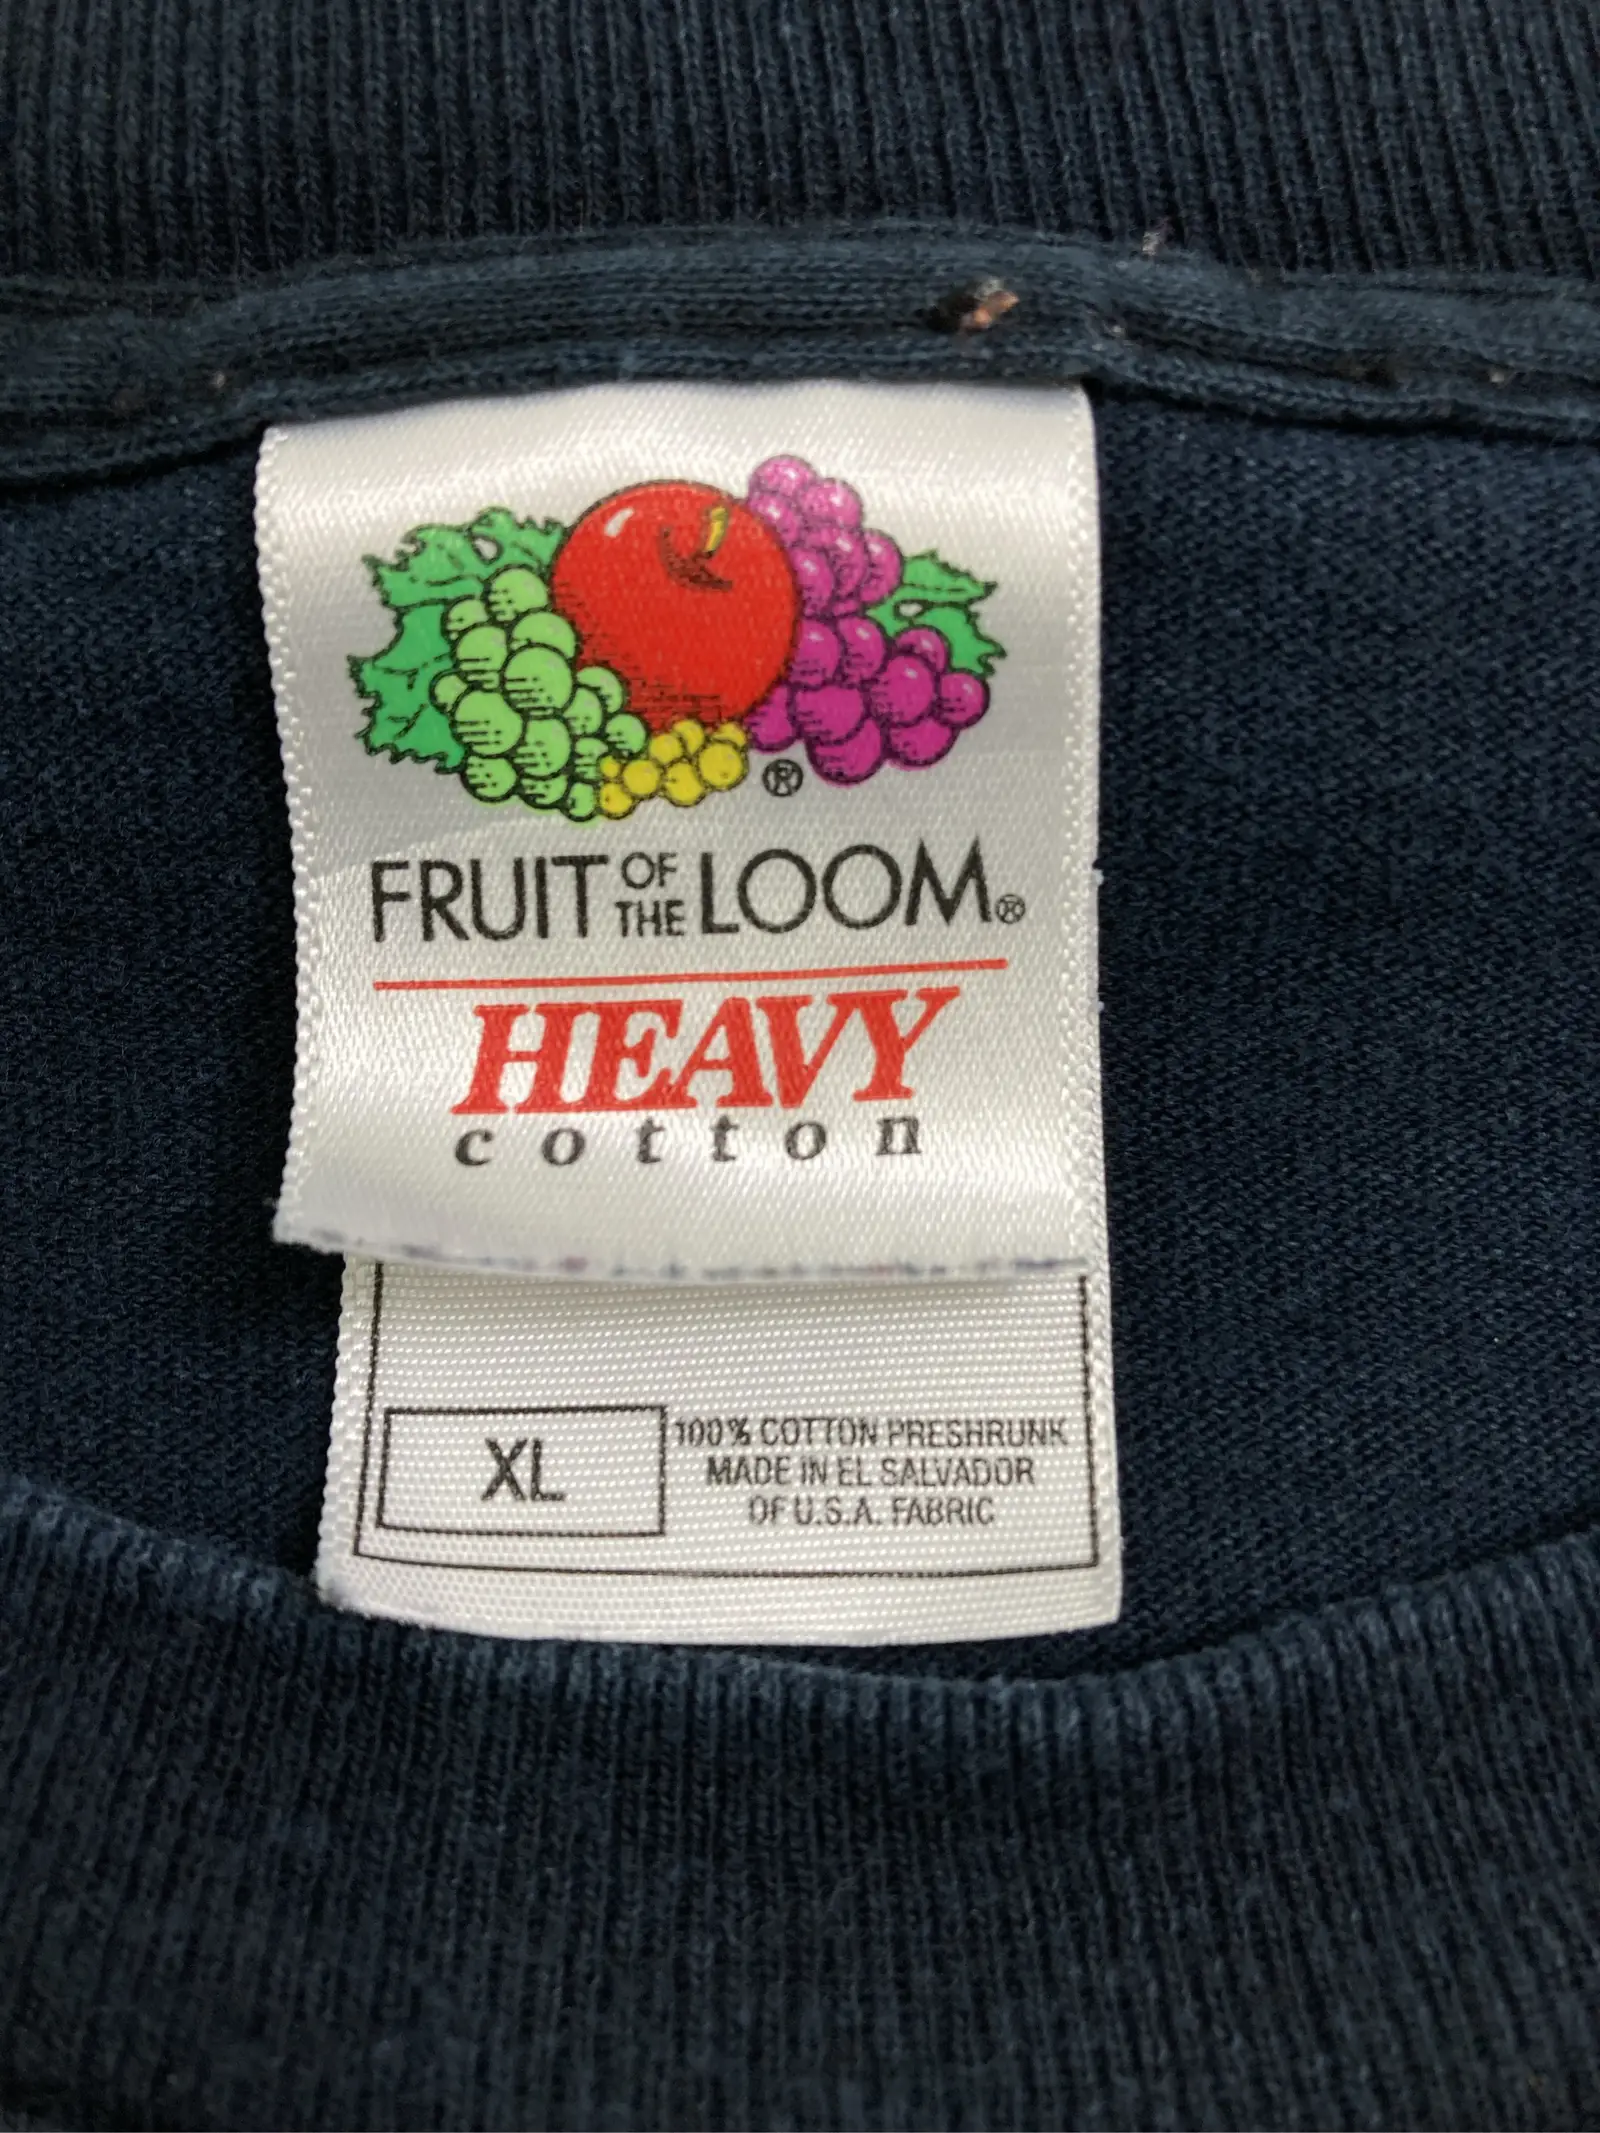 ®
FRUIT OF THE LOOM®
HEAVY
cotton
XL
100% COTTON PRESHRUNK
MADE IN EL SALVADOR
OF U.S.A. FABRIC